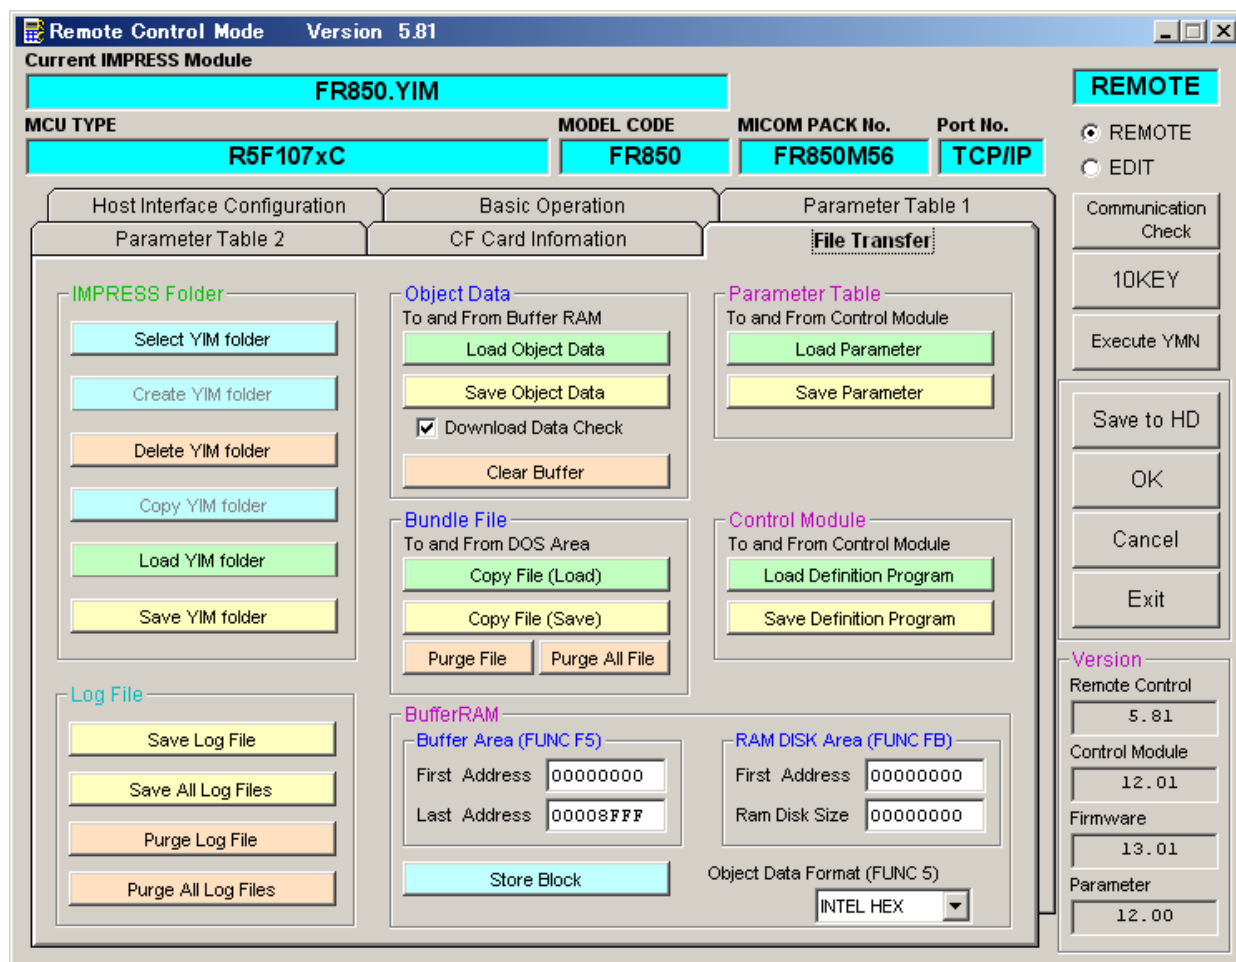 Remote Control Mode Version 5.81
Current IMPRESS Module
FR850.YIM
MCU TYPE
MODEL CODE
MICOM PACK No.
Port No.
R5F107xC
FR850
FR850M56
TCP/IP
REMOTE
REMOTE
EDIT
Host Interface Configuration
Basic Operation
Parameter Table 1
Parameter Table 2
CF Card Infomation
File Transfer
IMPRESS Folder
Select YIM folder
Create YIM folder
Delete YIM folder
Copy YIM folder
Load YIM folder
Save YIM folder
Log File
Save Log File
Save All Log Files
Purge Log File
Purge All Log Files
Object Data
To and From Buffer RAM
Load Object Data
Save Object Data
Download Data Check
Clear Buffer
Bundle File
To and From DOS Area
Copy File (Load)
Copy File (Save)
Purge File
Purge All File
Parameter Table
To and From Control Module
Load Parameter
Save Parameter
Control Module
To and From Control Module
Load Definition Program
Save Definition Program
BufferRAM
Buffer Area (FUNC F5)
First Address 00000000
Last Address 00008FFF
RAM DISK Area (FUNC FB)
First Address 00000000
Ram Disk Size 00000000
Store Block
Object Data Format (FUNC 5)
INTEL HEX
Communication
Check
10KEY
Execute YMN
Save to HD
OK
Cancel
Exit
Version
Remote Control
5.81
Control Module
12.01
Firmware
13.01
Parameter
12.00